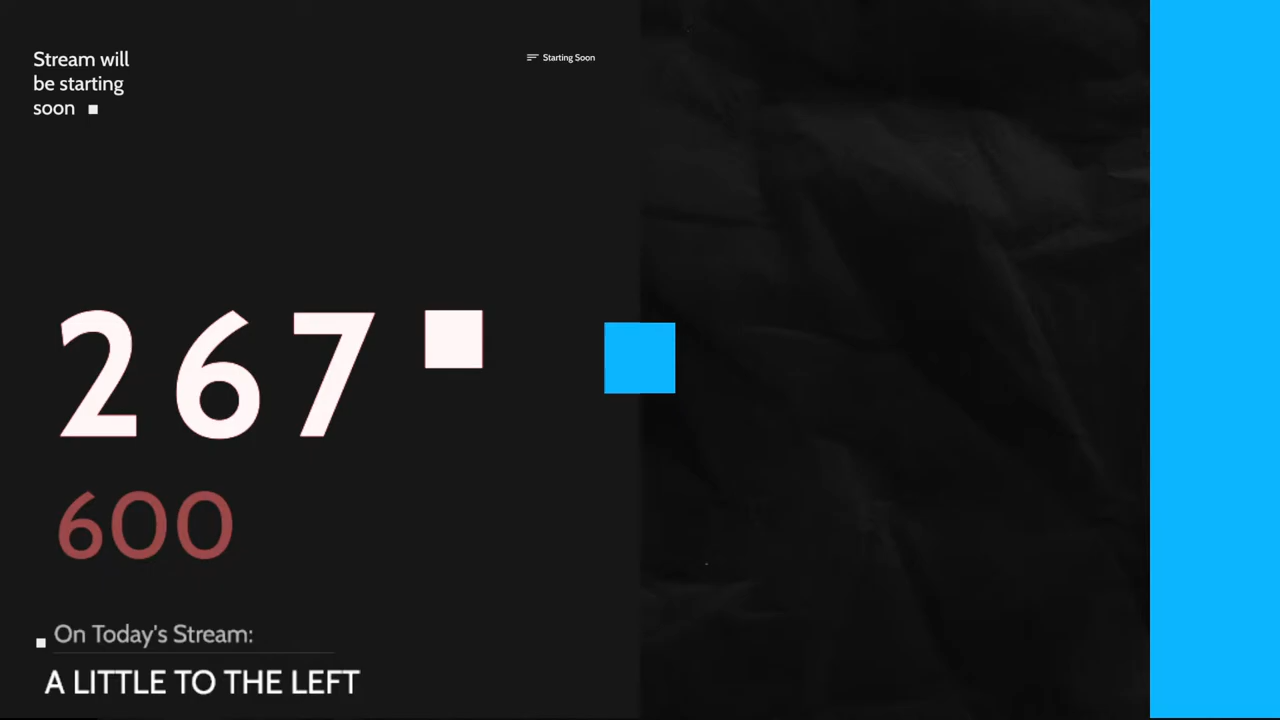 Stream will
be starting
soon
Starting Soon
267
600
On Today's Stream:
A LITTLE TO THE LEFT